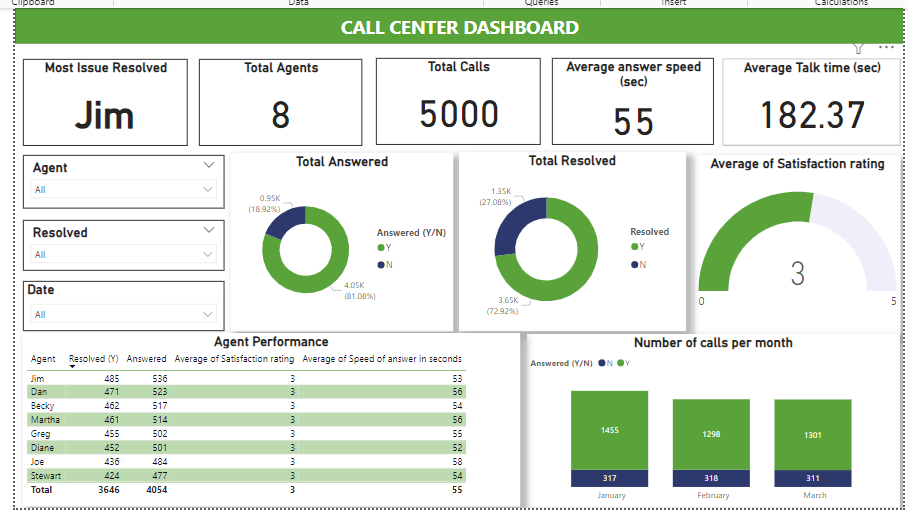 Clipboard
Data
Queries
Insert
Calculations
CALL CENTER DASHBOARD
Most Issue Resolved
Jim
Total Agents
8
Total Calls
5000
Average answer speed
(sec)
55
Average Talk time (sec)
182.37
Agent
All
Resolved
All
Date
All
Total Answered
0.95K
(18.92%)
4.05K
(81.08%)
Answered (Y/N)
Y
N
Total Resolved
1.35K
(27.08%)
3.65K
(72.92%)
Resolved
Y
N
Average of Satisfaction rating
3
0
5
Agent Performance
Agent Resolved (Y) Answered Average of Satisfaction rating Average of Speed of answer in seconds
Jim 485 536 3 53
Dan 471 523 3 56
Becky 462 517 3 54
Martha 461 514 3 56
Greg 455 502 3 55
Diane 452 501 3 52
Joe 436 484 3 58
Stewart 424 477 3 54
Total 3646 4054 3 55
Number of calls per month
Answered (Y/N) N Y
1455 1298 1301
317 318 311
January February March